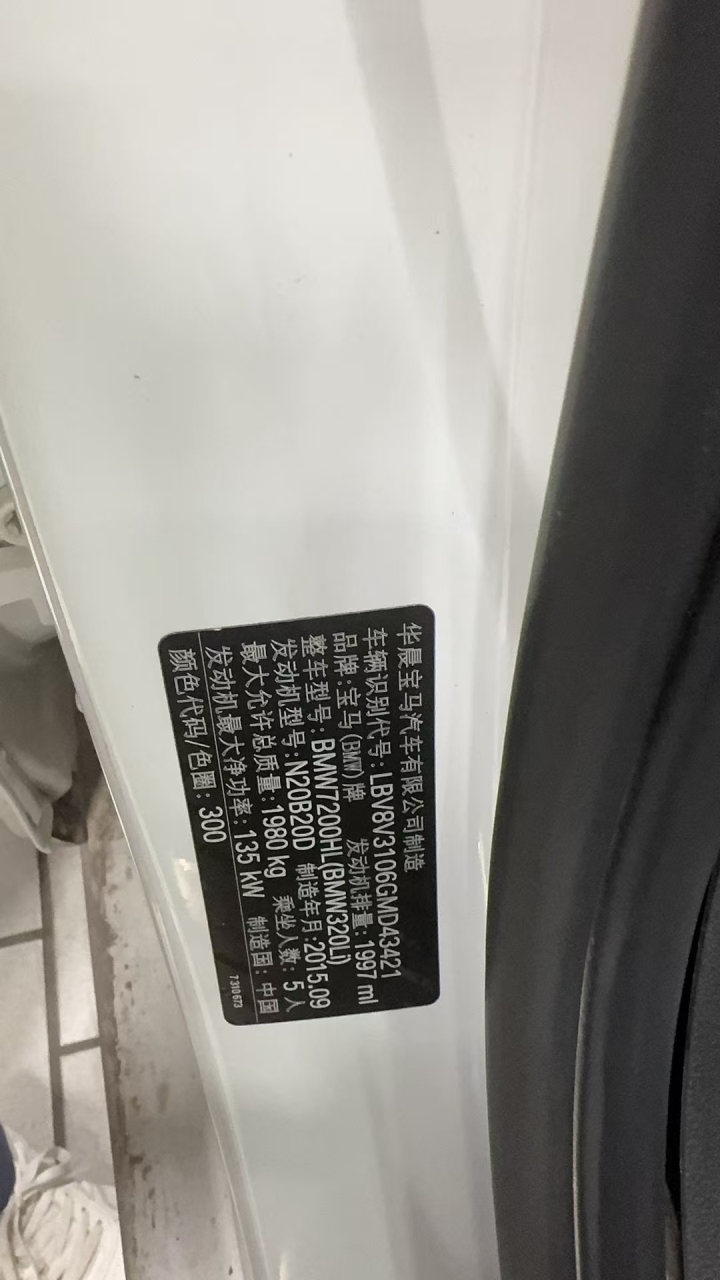 华晨宝马汽车有限公司制造
车辆识别代号:LBV8V3106GMD43421
品牌:宝马(BMW)牌 发动机排量:1997 ml
整车型号:BMW7200HL(BMW320Li)
发动机型号:N20B20D 制造年月:2015.09
最大允许总质量:1980 kg 乘坐人数:5人
发动机最大净功率:135 kW 制造国:中国
颜色代码/色圈:300
7310673